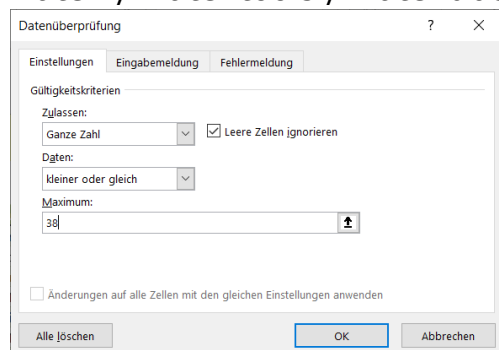 Datenüberprüfung ? ×
Einstellungen Eingabemeldung Fehlermeldung
Gültigkeitskriterien
Zulassen:
Ganze Zahl Leere Zellen ignorieren
Daten:
kleiner oder gleich
Maximum:
38
Änderungen auf alle Zellen mit den gleichen Einstellungen anwenden
Alle löschen OK Abbrechen